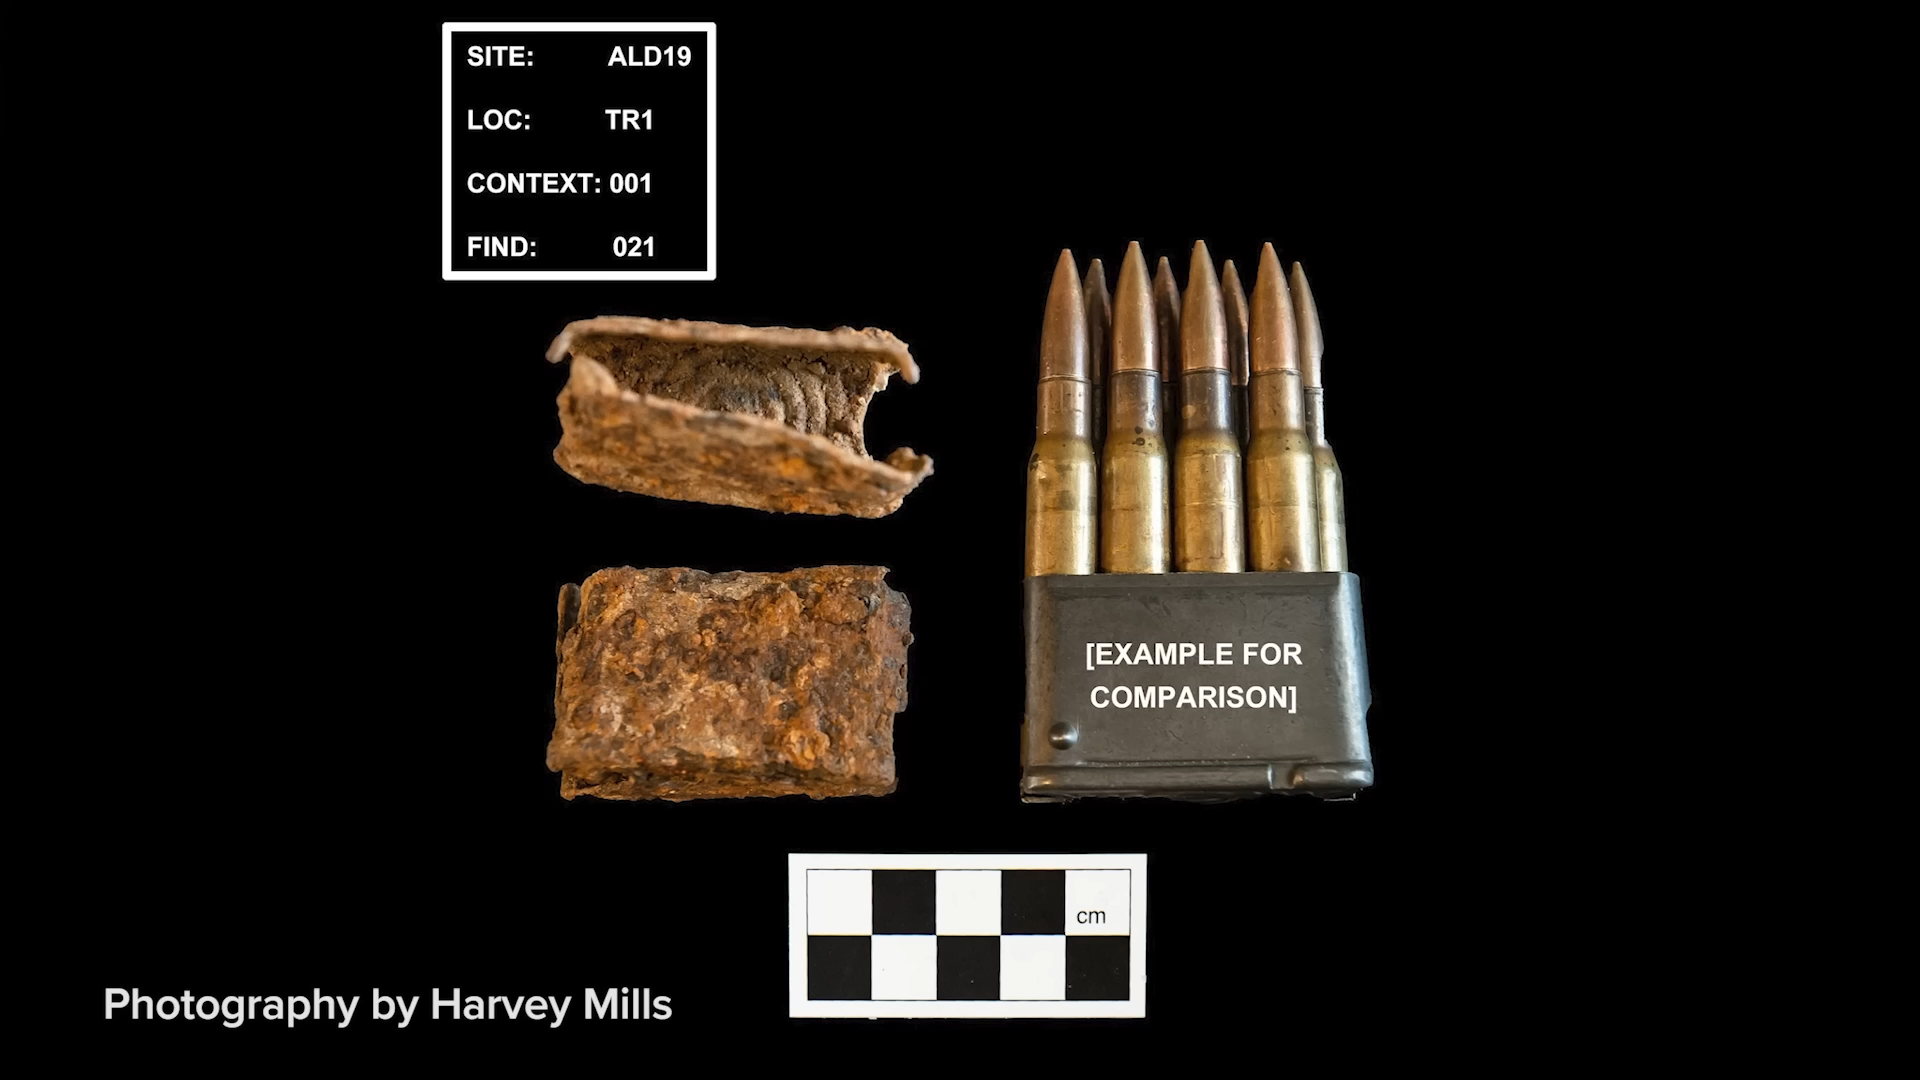 SITE: ALD19
LOC: TR1
CONTEXT: 001
FIND: 021
[EXAMPLE FOR
COMPARISON]
cm
Photography by Harvey Mills